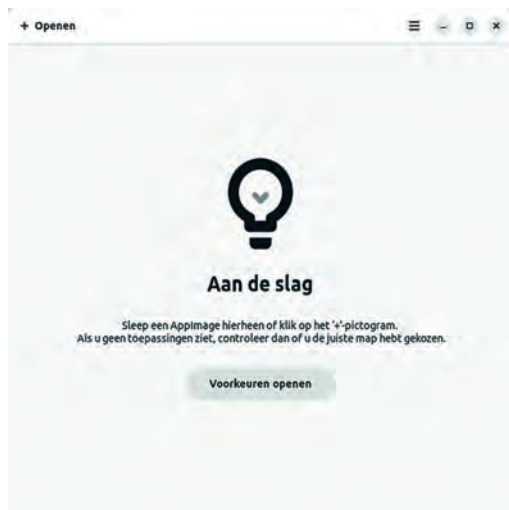 + Openen
Aan de slag
Sleep een AppImage hierheen of klik op het '+'-pictogram.
Als u geen toepassingen ziet, controleer dan of u de juiste map hebt gekozen.
Voorkeuren openen